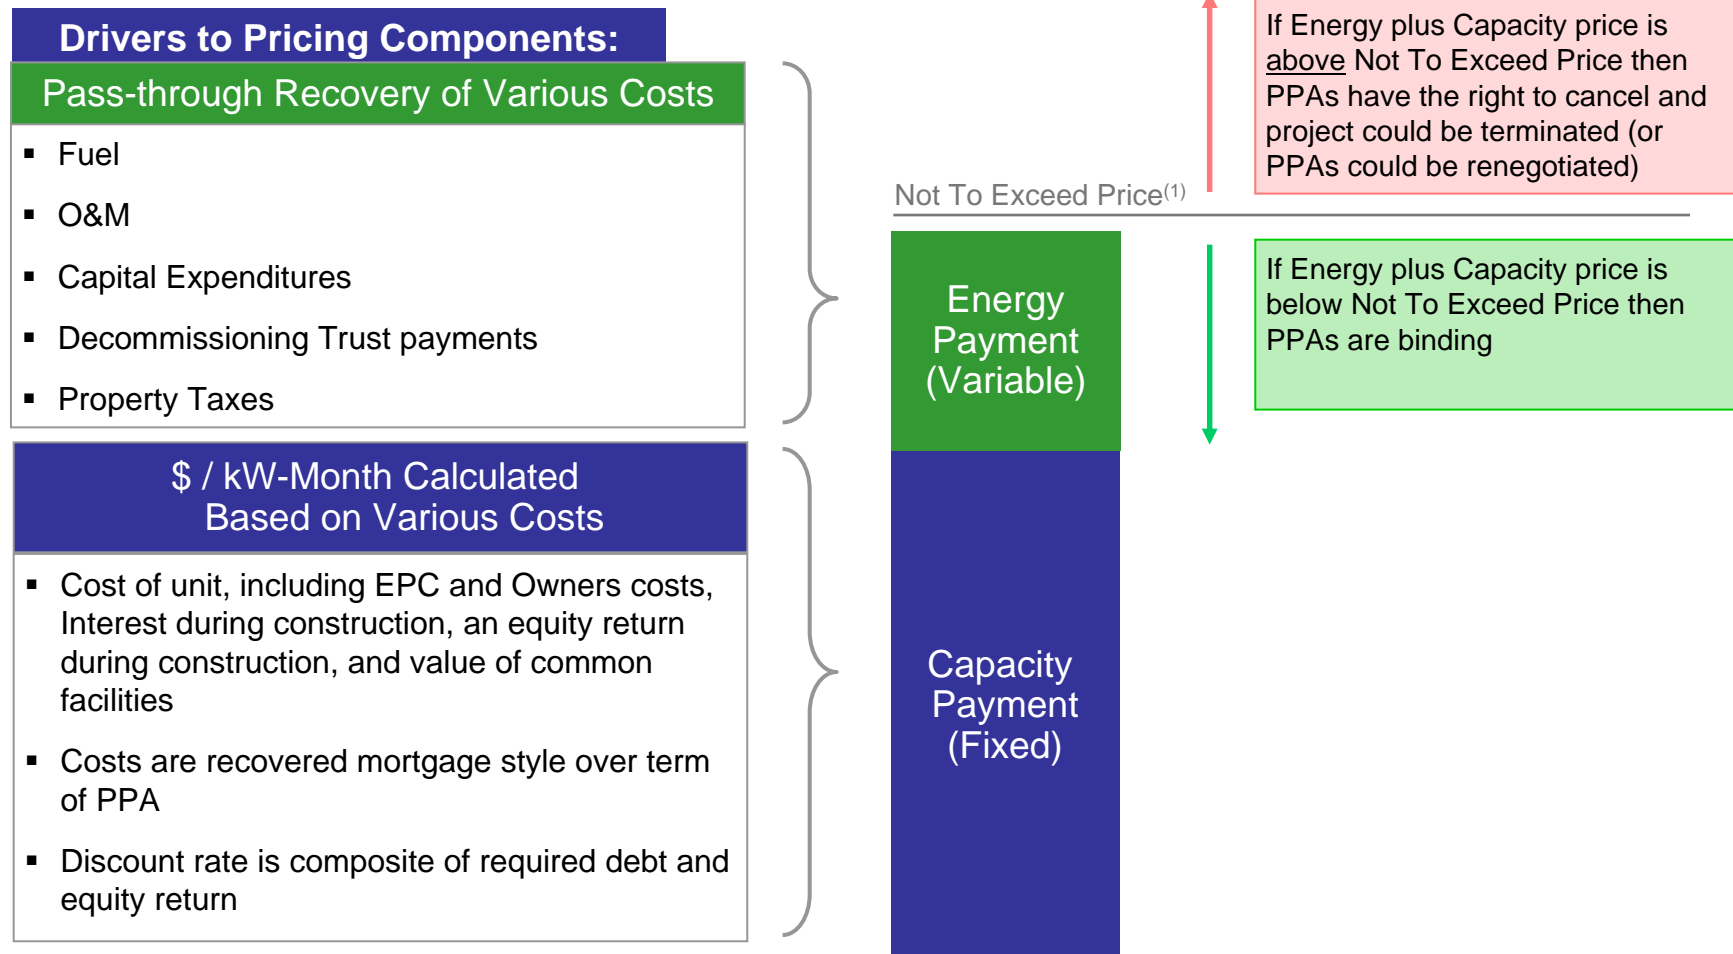 Drivers to Pricing Components:
Pass-through Recovery of Various Costs
▪ Fuel
▪ O&M
▪ Capital Expenditures
▪ Decommissioning Trust payments
▪ Property Taxes
$ / kW-Month Calculated
Based on Various Costs
▪ Cost of unit, including EPC and Owners costs,
Interest during construction, an equity return
during construction, and value of common
facilities
▪ Costs are recovered mortgage style over term
of PPA
▪ Discount rate is composite of required debt and
equity return
Not To Exceed Price(1)
Energy
Payment
(Variable)
Capacity
Payment
(Fixed)
If Energy plus Capacity price is
above Not To Exceed Price then
PPAs have the right to cancel and
project could be terminated (or
PPAs could be renegotiated)
If Energy plus Capacity price is
below Not To Exceed Price then
PPAs are binding